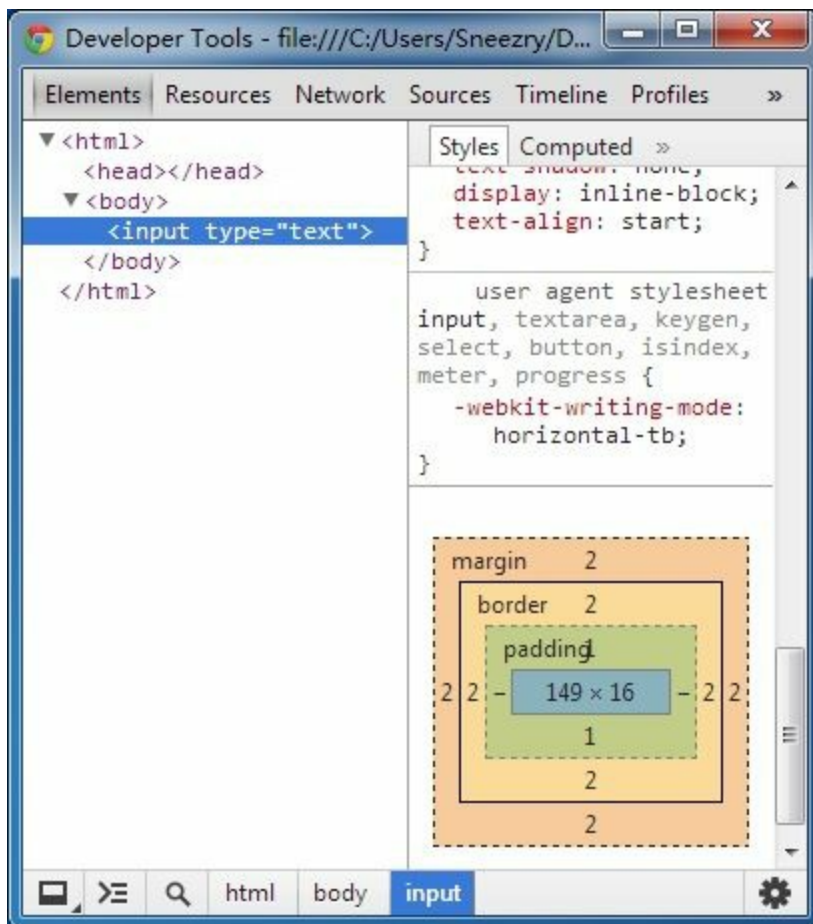 Developer Tools - file:///C:/Users/Sneezry/D...
Elements Resources Network Sources Timeline Profiles »
▼<html>
<head></head>
▼<body>
<input type="text">
</body>
</html>
Styles Computed »
text-shadow: none;
display: inline-block;
text-align: start;
}
user agent stylesheet
input, textarea, keygen,
select, button, isindex,
meter, progress {
-webkit-writing-mode:
horizontal-tb;
}
margin 2
border 2
padding 1
2 2 – 149 × 16 – 2 2
1
2
2
html body input